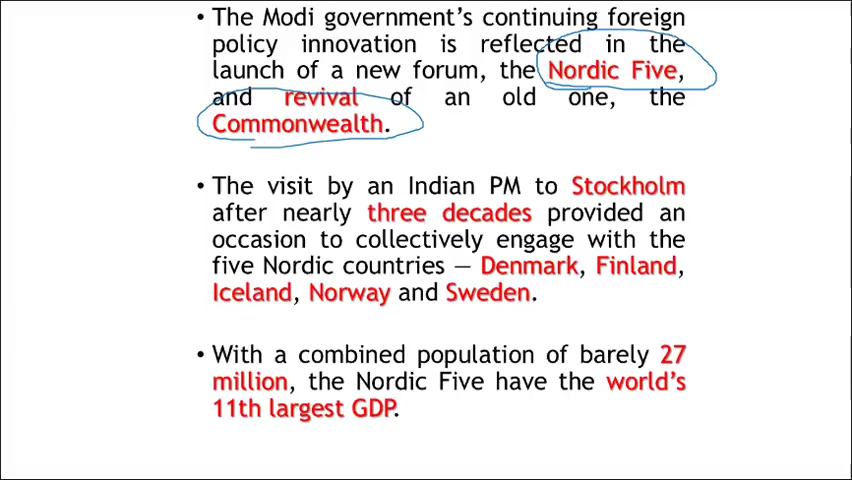 • The Modi government's continuing foreign
policy innovation is reflected in the
launch of a new forum, the Nordic Five,
and revival of an old one, the
Commonwealth.
• The visit by an Indian PM to Stockholm
after nearly three decades provided an
occasion to collectively engage with the
five Nordic countries — Denmark, Finland,
Iceland, Norway and Sweden.
• With a combined population of barely 27
million, the Nordic Five have the world's
11th largest GDP.